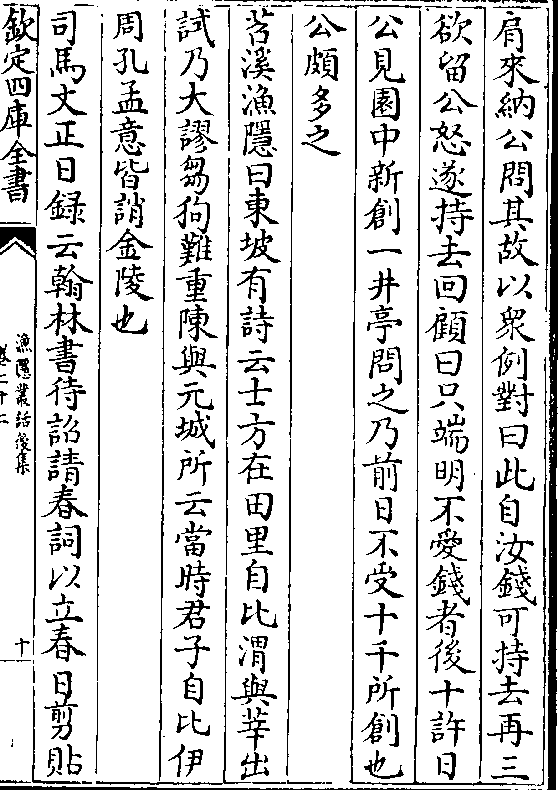 肩來納公問其故以衆例對曰此自汝錢可持去再三
欲留公怒遂持去回顧曰只端明不愛錢者後十許日
公見園中新創一井亭問之乃前日不受十千所創也
公頗多之
苕溪漁隱曰東坡有詩云士方在田里自比渭與莘出
試乃大謬芻狗難重陳與元城所云當時君子自比伊
周孔孟意皆誚金陵也
司馬文正日録云翰林書待詔請春詞以立春日剪貼
欽定四庫全書
漁隱叢話後集
卷二十二
十